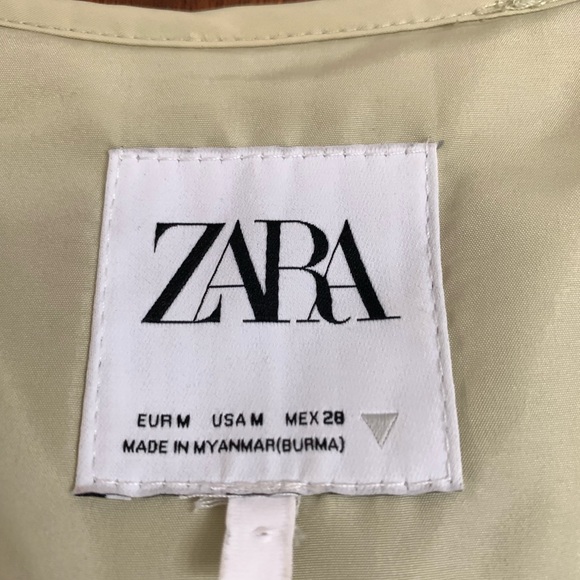 ZARA
EUR M USA M MEX 28
MADE IN MYANMAR(BURMA)